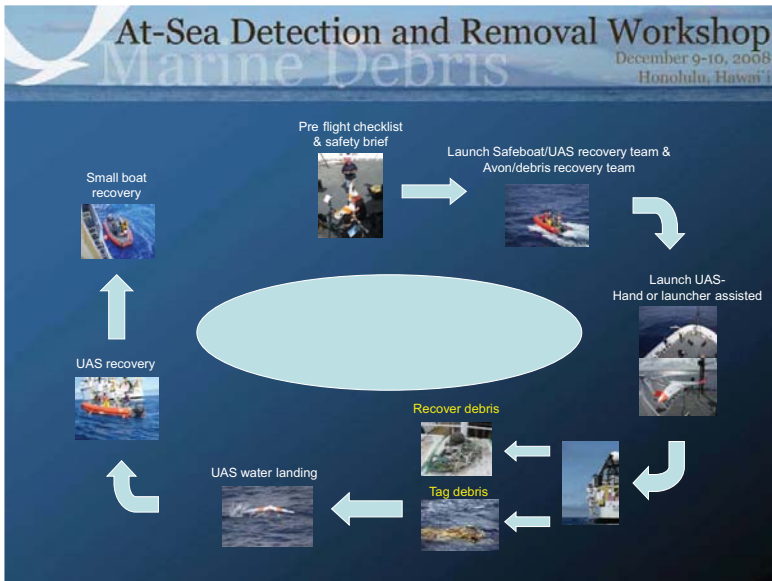 At-Sea Detection and Removal Workshop
Marine Debris
December 9-10, 2008
Honolulu, Hawai`i
Pre flight checklist
& safety brief
Launch Safeboat/UAS recovery team &
Avon/debris recovery team
Small boat
recovery
Launch UAS-
Hand or launcher assisted
UAS recovery
Recover debris
UAS water landing
Tag debris